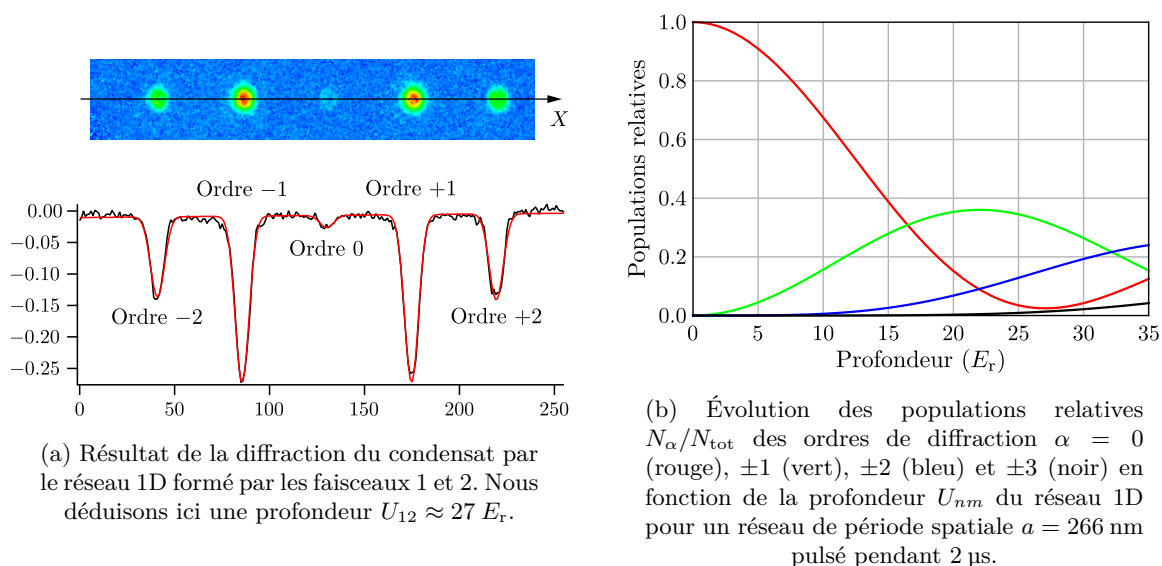 X
Ordre −1
Ordre +1
Ordre 0
Ordre −2
Ordre +2
0.00
−0.05
−0.10
−0.15
−0.20
−0.25
0
50
100
150
200
250
(a) Résultat de la diffraction du condensat par
le réseau 1D formé par les faisceaux 1 et 2. Nous
déduisons ici une profondeur U₁₂ ≈ 27 Eᵣ.
Populations relatives
1.0
0.8
0.6
0.4
0.2
0.0
0
5
10
15
20
25
30
35
Profondeur (Eᵣ)
(b) Évolution des populations relatives
Nα/Ntot des ordres de diffraction α = 0
(rouge), ±1 (vert), ±2 (bleu) et ±3 (noir) en
fonction de la profondeur Unm du réseau 1D
pour un réseau de période spatiale a = 266 nm
pulsé pendant 2 µs.